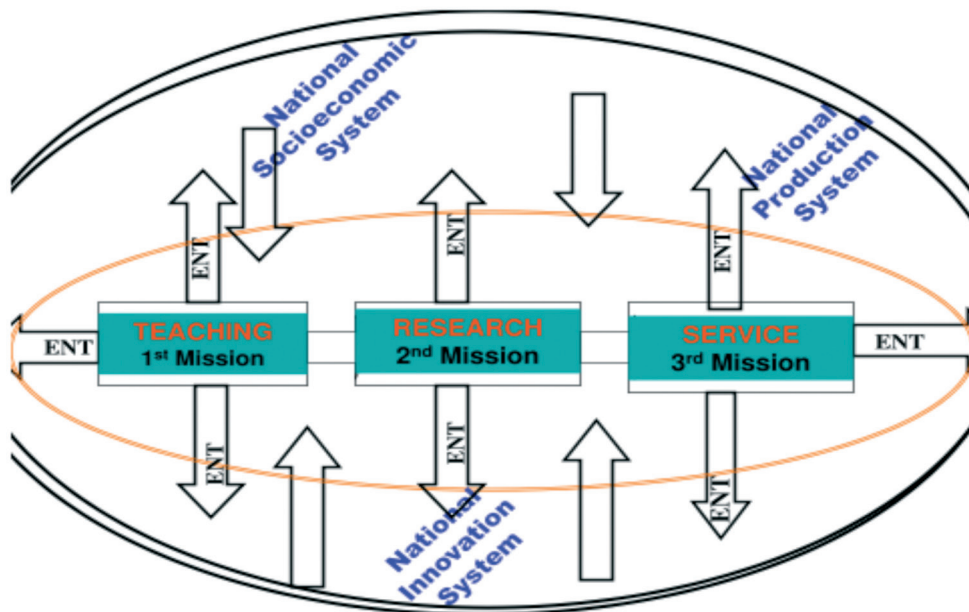 National
Socioeconomic
System
National
Production
System
ENT
ENT
ENT
ENT
TEACHING
1st Mission
RESEARCH
2nd Mission
SERVICE
3rd Mission
ENT
ENT
ENT
ENT
National
Innovation
System